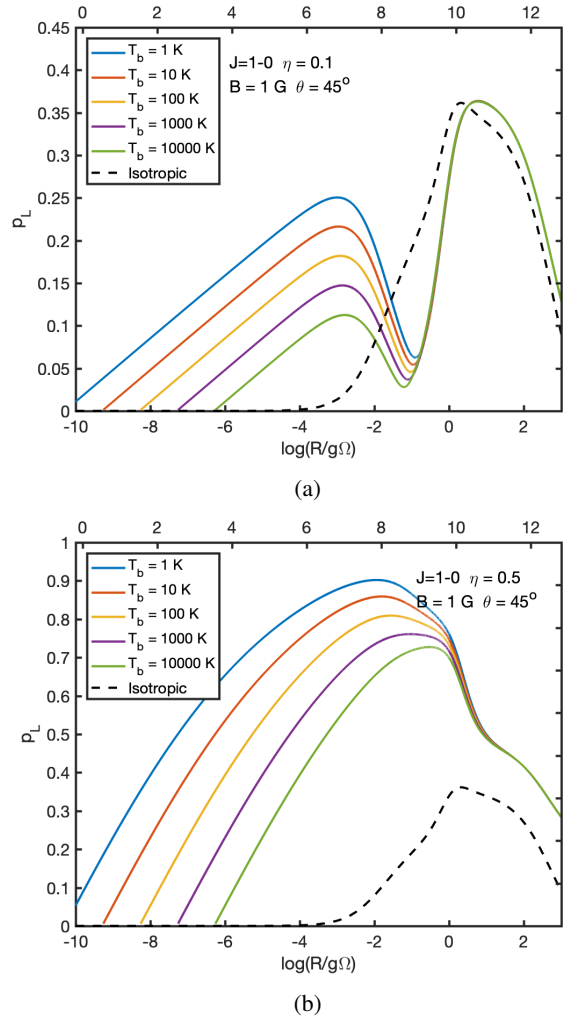 0 2 4 6 8 10 12
0.45
0.4
0.35
0.3
0.25
0.2
0.15
0.1
0.05
0
p_L
T_b = 1 K
T_b = 10 K
T_b = 100 K
T_b = 1000 K
T_b = 10000 K
Isotropic
J=1-0 η = 0.1
B = 1 G θ = 45°
-10 -8 -6 -4 -2 0 2
log(R/gΩ)
(a)
0 2 4 6 8 10 12
1
0.9
0.8
0.7
0.6
0.5
0.4
0.3
0.2
0.1
0
p_L
T_b = 1 K
T_b = 10 K
T_b = 100 K
T_b = 1000 K
T_b = 10000 K
Isotropic
J=1-0 η = 0.5
B = 1 G θ = 45°
-10 -8 -6 -4 -2 0 2
log(R/gΩ)
(b)